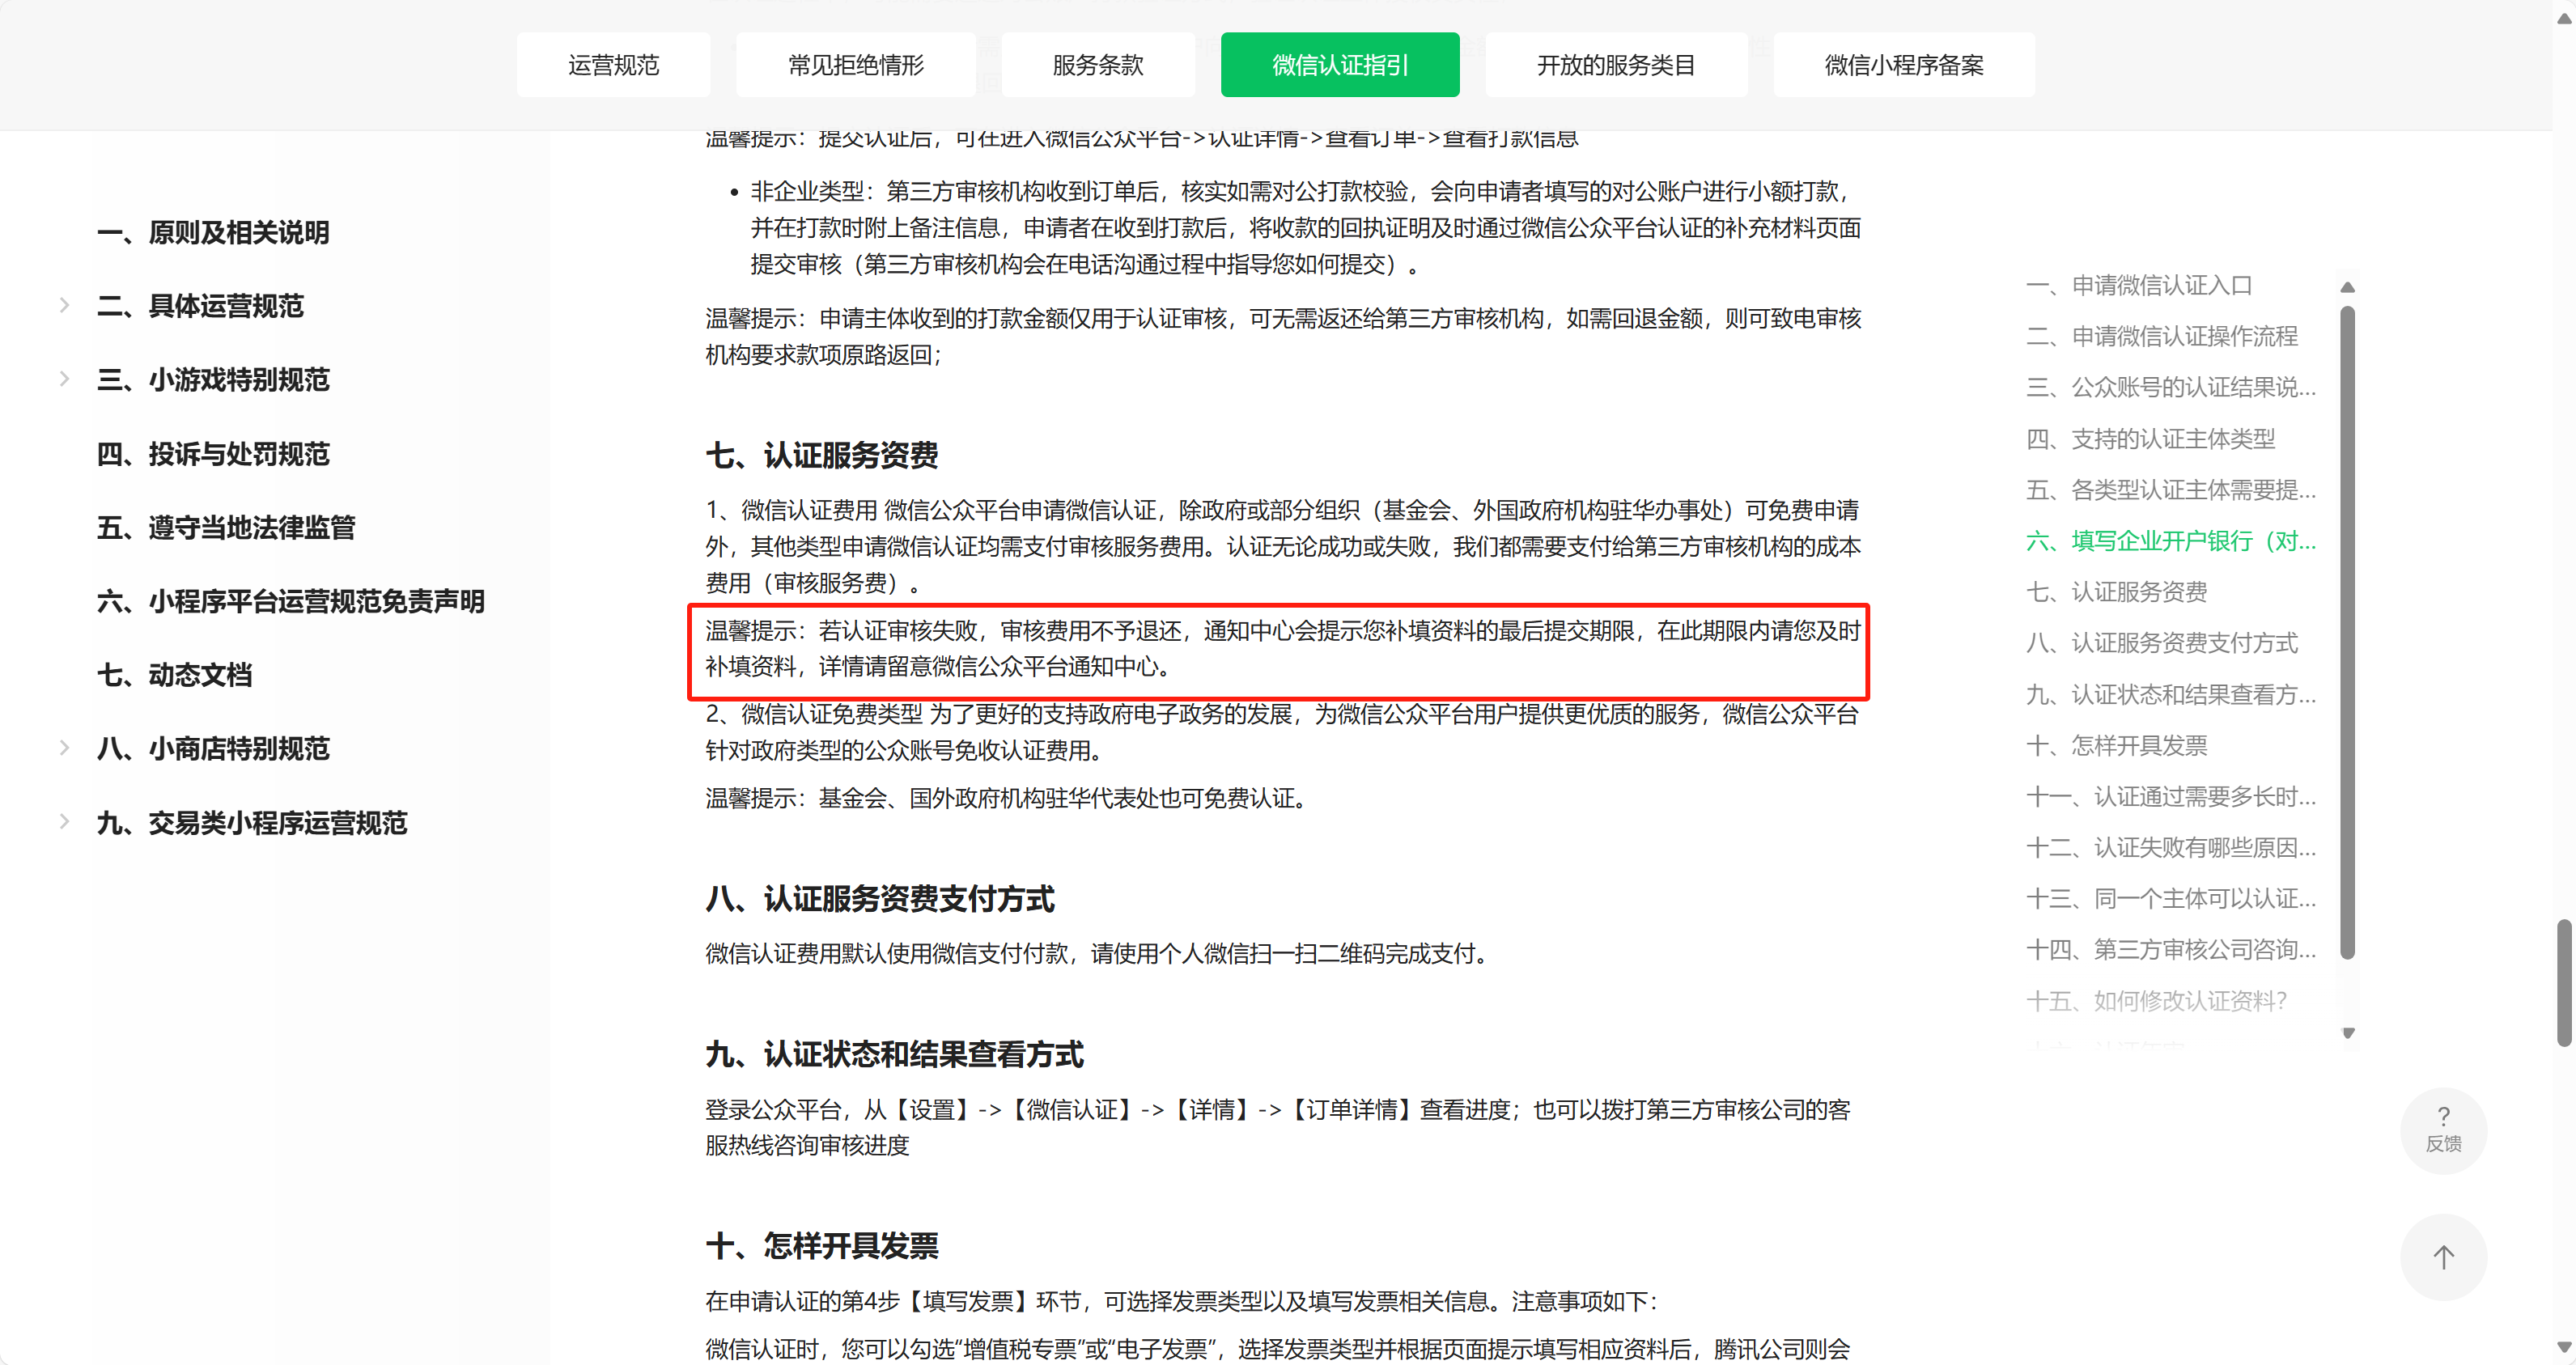 运营规范
常见拒绝情形
服务条款
微信认证指引
开放的服务类目
微信小程序备案
一、原则及相关说明
二、具体运营规范
三、小游戏特别规范
四、投诉与处罚规范
五、遵守当地法律监管
六、小程序平台运营规范免责声明
七、动态文档
八、小商店特别规范
九、交易类小程序运营规范
温馨提示：提交认证后，可在进入微信公众平台->认证详情->查看订单->查看打款信息
• 非企业类型：第三方审核机构收到订单后，核实如需对公打款校验，会向申请者填写的对公账户进行小额打款，
并在打款时附上备注信息，申请者在收到打款后，将收款的回执证明及时通过微信公众平台认证的补充材料页面
提交审核（第三方审核机构会在电话沟通过程中指导您如何提交）。
温馨提示：申请主体收到的打款金额仅用于认证审核，可无需返还给第三方审核机构，如需回退金额，则可致电审核
机构要求款项原路返回；
七、认证服务资费
1、微信认证费用 微信公众平台申请微信认证，除政府或部分组织（基金会、外国政府机构驻华办事处）可免费申请
外，其他类型申请微信认证均需支付审核服务费用。认证无论成功或失败，我们都需要支付给第三方审核机构的成本
费用（审核服务费）。
温馨提示：若认证审核失败，审核费用不予退还，通知中心会提示您补填资料的最后提交期限，在此期限内请您及时
补填资料，详情请留意微信公众平台通知中心。
2、微信认证免费类型 为了更好的支持政府电子政务的发展，为微信公众平台用户提供更优质的服务，微信公众平台
针对政府类型的公众账号免收认证费用。
温馨提示：基金会、国外政府机构驻华代表处也可免费认证。
八、认证服务资费支付方式
微信认证费用默认使用微信支付付款，请使用个人微信扫一扫二维码完成支付。
九、认证状态和结果查看方式
登录公众平台，从【设置】->【微信认证】->【详情】->【订单详情】查看进度；也可以拨打第三方审核公司的客
服热线咨询审核进度
十、怎样开具发票
在申请认证的第4步【填写发票】环节，可选择发票类型以及填写发票相关信息。注意事项如下：
微信认证时，您可以勾选“增值税专票”或“电子发票”，选择发票类型并根据页面提示填写相应资料后，腾讯公司则会
一、申请微信认证入口
二、申请微信认证操作流程
三、公众账号的认证结果说...
四、支持的认证主体类型
五、各类型认证主体需要提...
六、填写企业开户银行（对...
七、认证服务资费
八、认证服务资费支付方式
九、认证状态和结果查看方...
十、怎样开具发票
十一、认证通过需要多长时...
十二、认证失败有哪些原因...
十三、同一个主体可以认证...
十四、第三方审核公司咨询...
十五、如何修改认证资料？
?
反馈